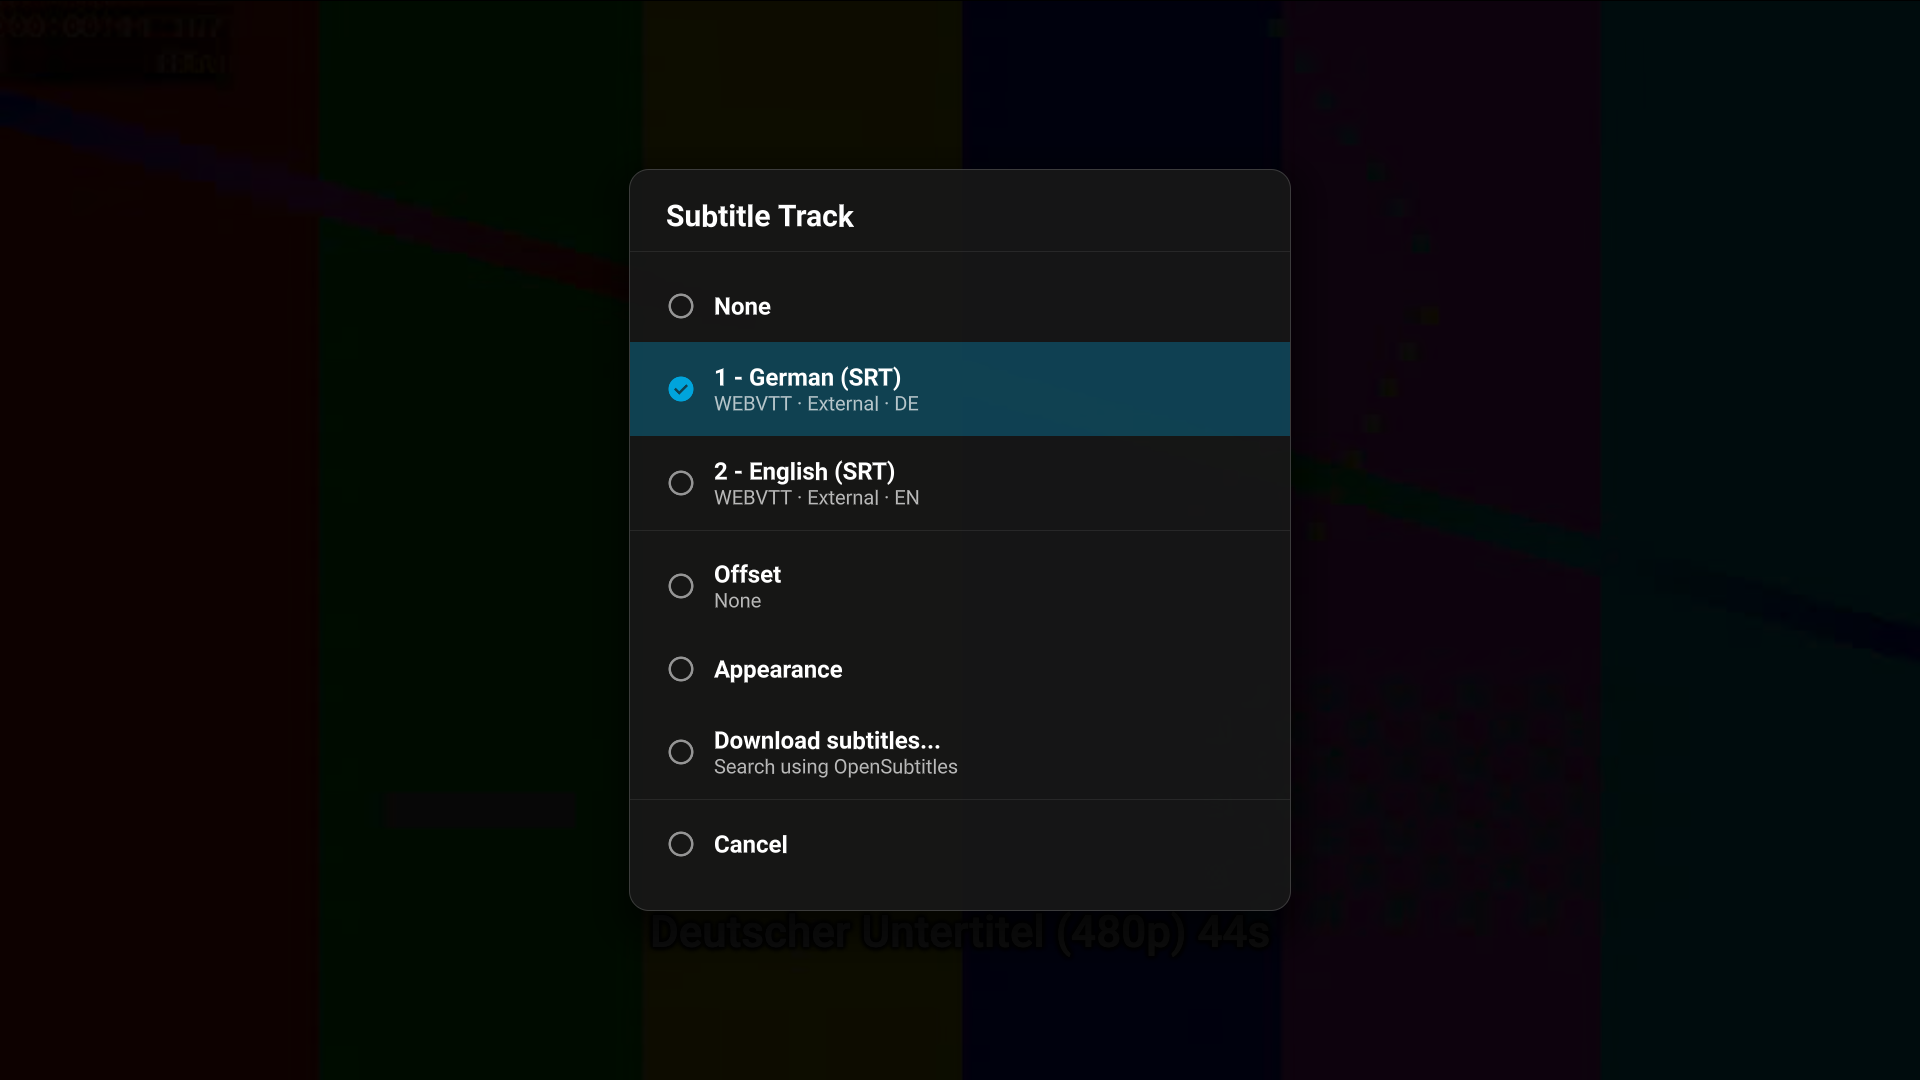 Subtitle Track
None
1 - German (SRT)
WEBVTT · External · DE
2 - English (SRT)
WEBVTT · External · EN
Offset
None
Appearance
Download subtitles...
Search using OpenSubtitles
Cancel
Deutscher Untertitel (480p) 44s